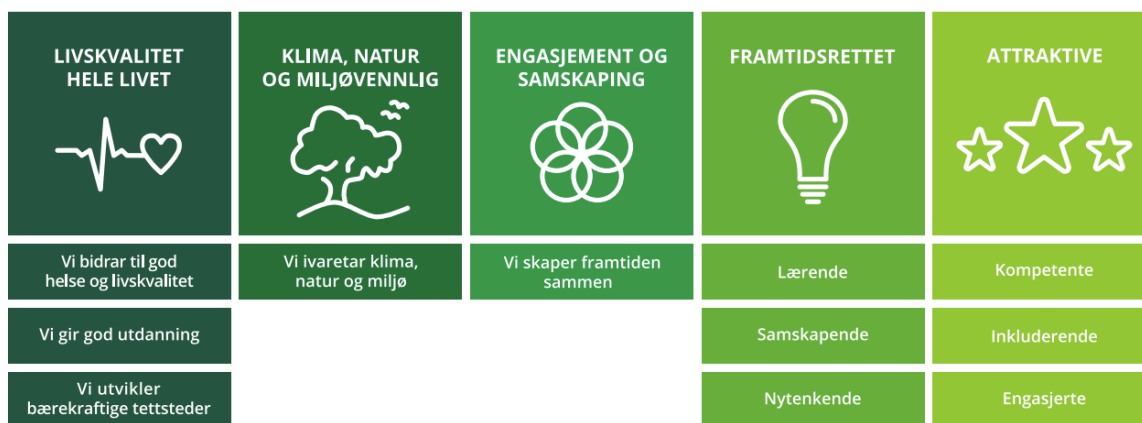 LIVSKVALITET
HELE LIVET
KLIMA, NATUR
OG MILJØVENNLIG
ENGASJEMENT OG
SAMSKAPING
FRAMTIDSRETTET
ATTRAKTIVE
Vi bidrar til god
helse og livskvalitet
Vi ivaretar klima,
natur og miljø
Vi skaper framtiden
sammen
Lærende
Kompetente
Vi gir god utdanning
Samskapende
Inkluderende
Vi utvikler
bærekraftige tettsteder
Nytenkende
Engasjerte